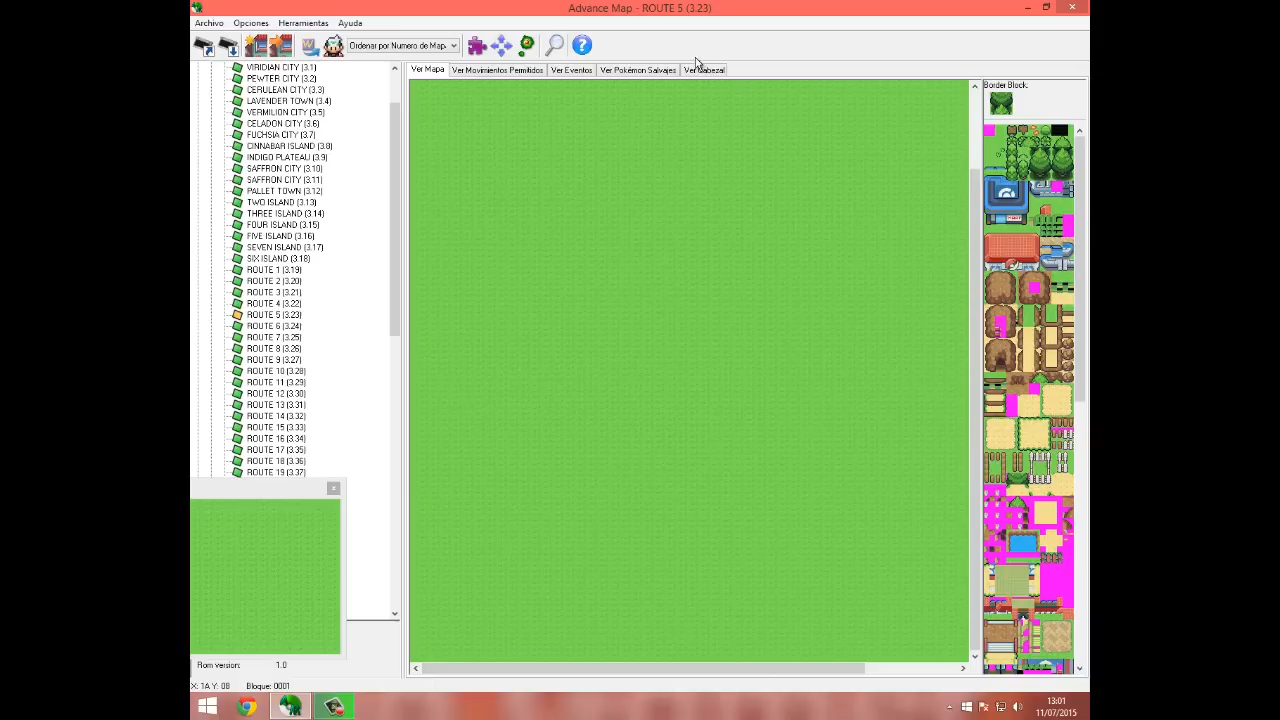 Advance Map - ROUTE 5 (3.23)
Archivo Opciones Herramientas Ayuda
Ordenar por Numero de Map
Ver Mapa Ver Movimientos Permitidos Ver Eventos Ver Pokémon Salvajes Ver Cabezal
Border Block:
VIRIDIAN CITY (3.1)
PEWTER CITY (3.2)
CERULEAN CITY (3.3)
LAVENDER TOWN (3.4)
VERMILION CITY (3.5)
CELADON CITY (3.6)
FUCHSIA CITY (3.7)
CINNABAR ISLAND (3.8)
INDIGO PLATEAU (3.9)
SAFFRON CITY (3.10)
SAFFRON CITY (3.11)
PALLET TOWN (3.12)
TWO ISLAND (3.13)
THREE ISLAND (3.14)
FOUR ISLAND (3.15)
FIVE ISLAND (3.16)
SEVEN ISLAND (3.17)
SIX ISLAND (3.18)
ROUTE 1 (3.19)
ROUTE 2 (3.20)
ROUTE 3 (3.21)
ROUTE 4 (3.22)
ROUTE 5 (3.23)
ROUTE 6 (3.24)
ROUTE 7 (3.25)
ROUTE 8 (3.26)
ROUTE 9 (3.27)
ROUTE 10 (3.28)
ROUTE 11 (3.29)
ROUTE 12 (3.30)
ROUTE 13 (3.31)
ROUTE 14 (3.32)
ROUTE 15 (3.33)
ROUTE 16 (3.34)
ROUTE 17 (3.35)
ROUTE 18 (3.36)
ROUTE 19 (3.37)
Rom version: 1.0
X: 1A Y: 08 Bloque: 0001
13:01
11/07/2015